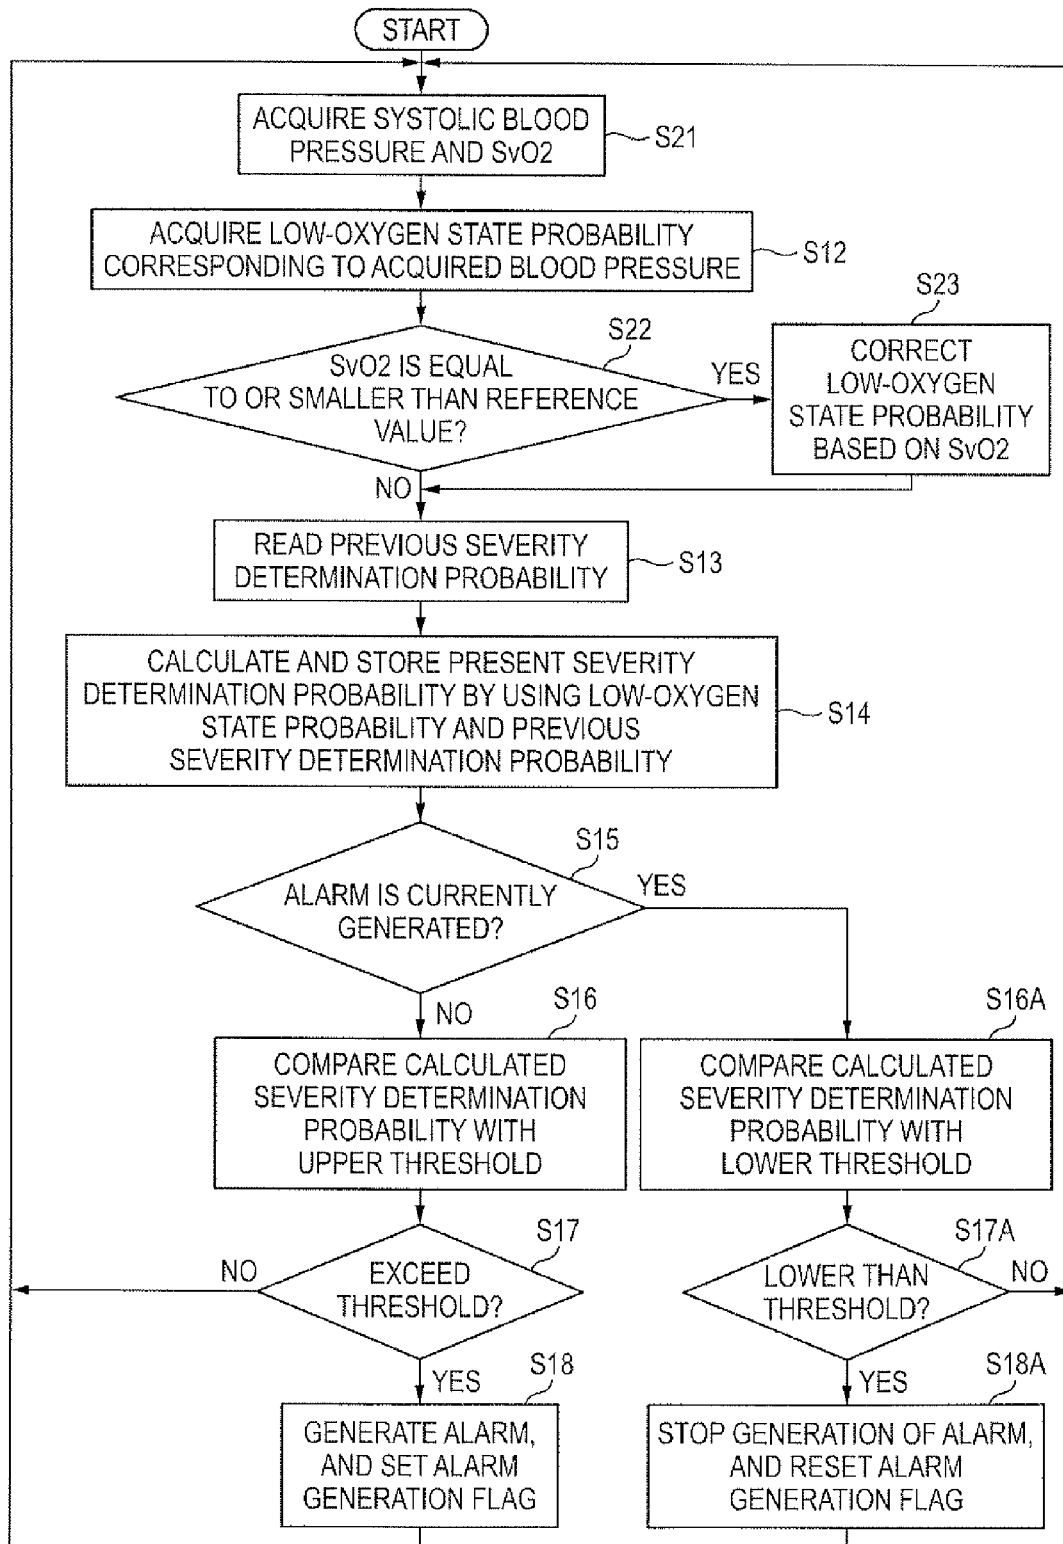 START
ACQUIRE SYSTOLIC BLOOD
PRESSURE AND SvO2
S21
ACQUIRE LOW-OXYGEN STATE PROBABILITY
CORRESPONDING TO ACQUIRED BLOOD PRESSURE
S12
SvO2 IS EQUAL
TO OR SMALLER THAN REFERENCE
VALUE?
S22
YES
NO
S23
CORRECT
LOW-OXYGEN
STATE PROBABILITY
BASED ON SvO2
READ PREVIOUS SEVERITY
DETERMINATION PROBABILITY
S13
CALCULATE AND STORE PRESENT SEVERITY
DETERMINATION PROBABILITY BY USING LOW-OXYGEN
STATE PROBABILITY AND PREVIOUS
SEVERITY DETERMINATION PROBABILITY
S14
ALARM IS CURRENTLY
GENERATED?
S15
YES
NO
S16
COMPARE CALCULATED
SEVERITY DETERMINATION
PROBABILITY WITH
UPPER THRESHOLD
S16A
COMPARE CALCULATED
SEVERITY DETERMINATION
PROBABILITY WITH
LOWER THRESHOLD
S17
NO
EXCEED
THRESHOLD?
YES
S17A
LOWER THAN
THRESHOLD?
NO
YES
S18
GENERATE ALARM,
AND SET ALARM
GENERATION FLAG
S18A
STOP GENERATION OF ALARM,
AND RESET ALARM
GENERATION FLAG